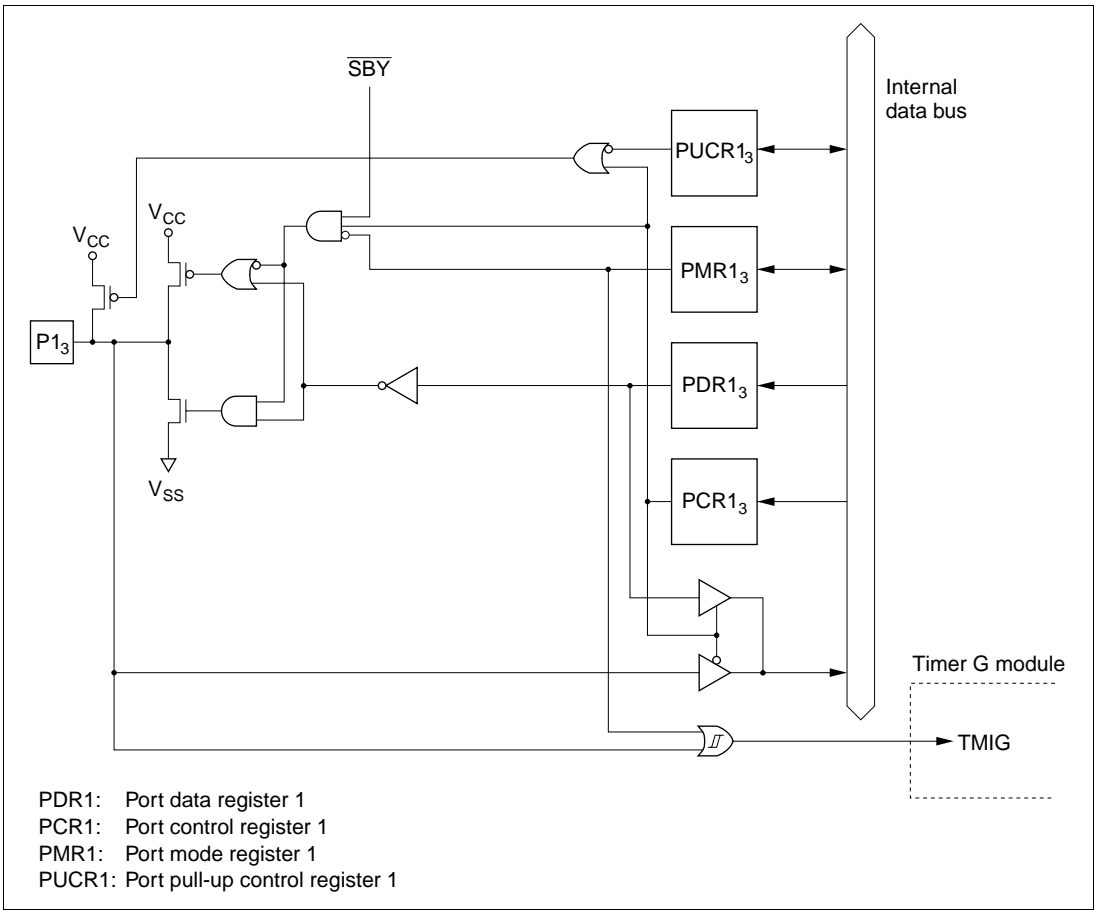 SBY
Internal
data bus
PUCR1₃
VCC
VCC
PMR1₃
P1₃
PDR1₃
VSS
PCR1₃
Timer G module
TMIG
PDR1: Port data register 1
PCR1: Port control register 1
PMR1: Port mode register 1
PUCR1: Port pull-up control register 1